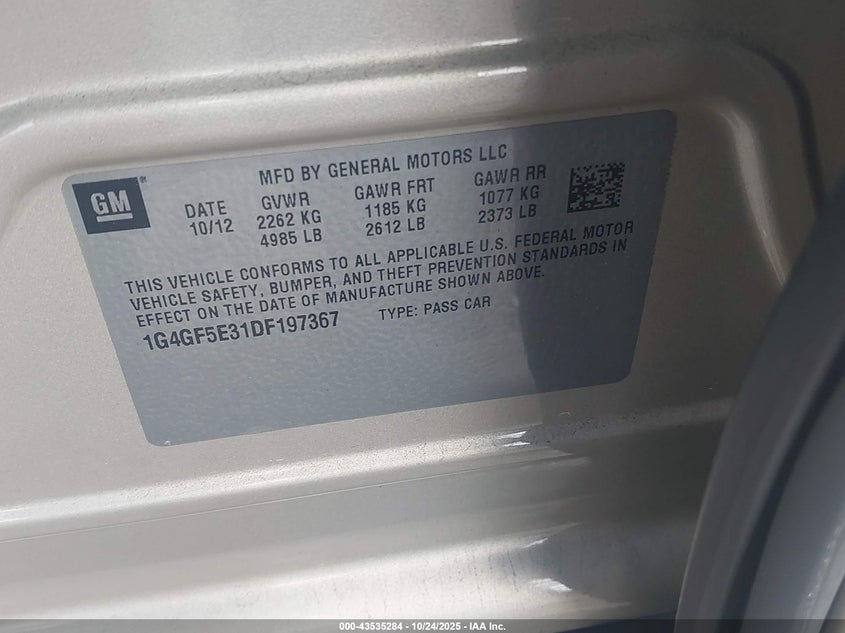 GM
MFD BY GENERAL MOTORS LLC
DATE GVWR GAWR FRT GAWR RR
10/12 2262 KG 1185 KG 1077 KG
4985 LB 2612 LB 2373 LB
THIS VEHICLE CONFORMS TO ALL APPLICABLE U.S. FEDERAL MOTOR
VEHICLE SAFETY, BUMPER, AND THEFT PREVENTION STANDARDS IN
EFFECT ON THE DATE OF MANUFACTURE SHOWN ABOVE.
1G4GF5E31DF197367 TYPE: PASS CAR
000-43535284 - 10/24/2025 - IAA Inc.